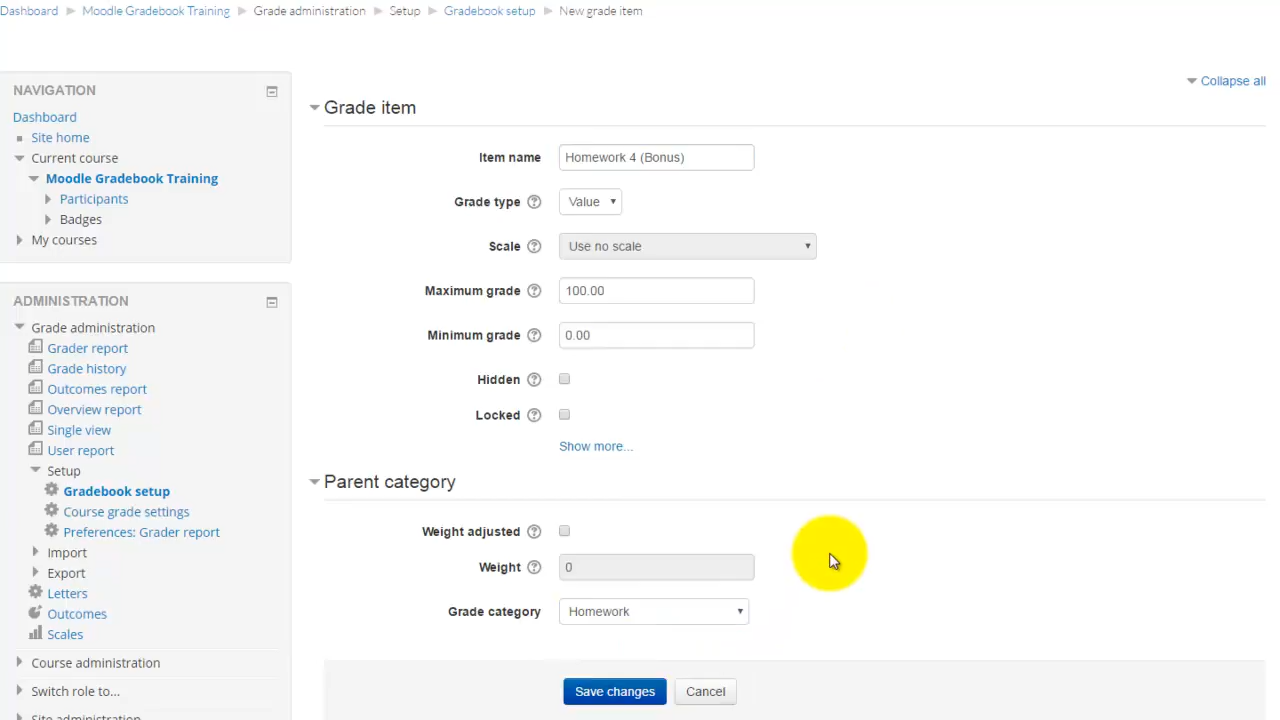 Dashboard Moodle Gradebook Training Grade administration Setup Gradebook setup New grade item
NAVIGATION
Dashboard
Site home
Current course
Moodle Gradebook Training
Participants
Badges
My courses
ADMINISTRATION
Grade administration
Grader report
Grade history
Outcomes report
Overview report
Single view
User report
Setup
Gradebook setup
Course grade settings
Preferences: Grader report
Import
Export
Letters
Outcomes
Scales
Course administration
Switch role to...
Site administration
Collapse all
Grade item
Item name Homework 4 (Bonus)
Grade type Value
Scale Use no scale
Maximum grade 100.00
Minimum grade 0.00
Hidden
Locked
Show more...
Parent category
Weight adjusted
Weight 0
Grade category Homework
Save changes Cancel